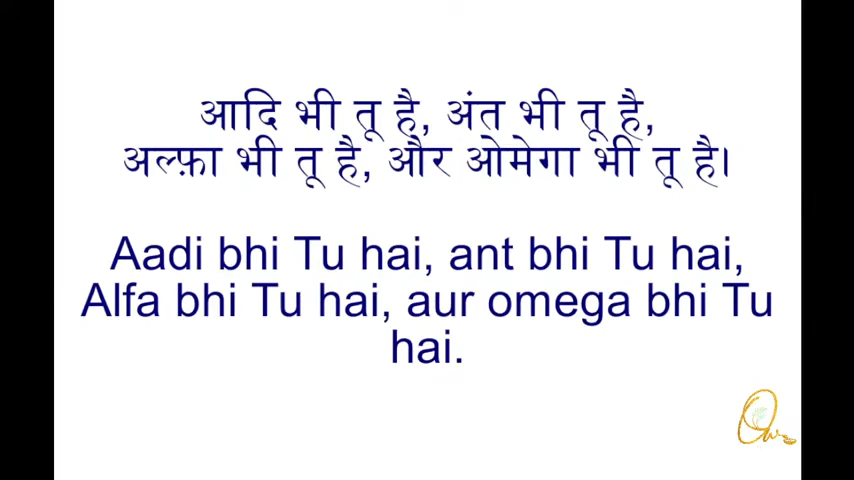 आदि भी तू है, अंत भी तू है,
अल्फ़ा भी तू है, और ओमेगा भी तू है।
Aadi bhi Tu hai, ant bhi Tu hai,
Alfa bhi Tu hai, aur omega bhi Tu
hai.